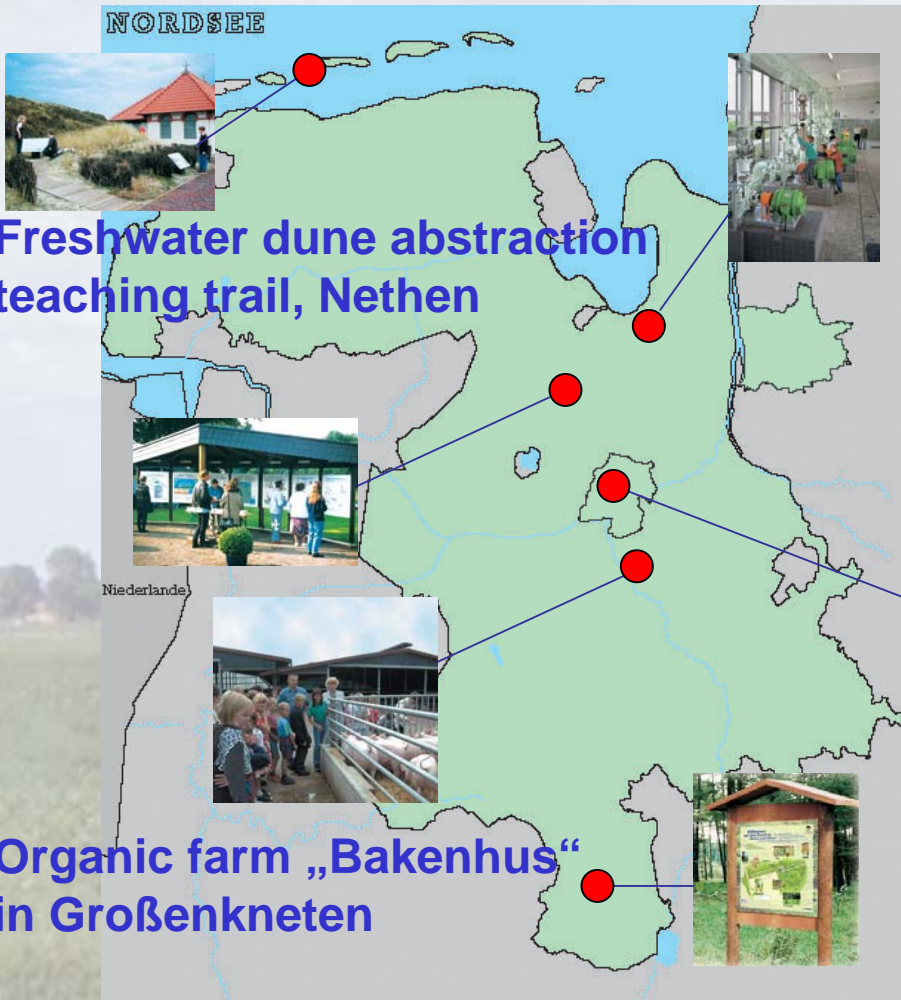 NORDSEE
Freshwater dune abstraction
teaching trail, Nethen
Niederlande
Organic farm „Bakenhus“
in Großenkneten